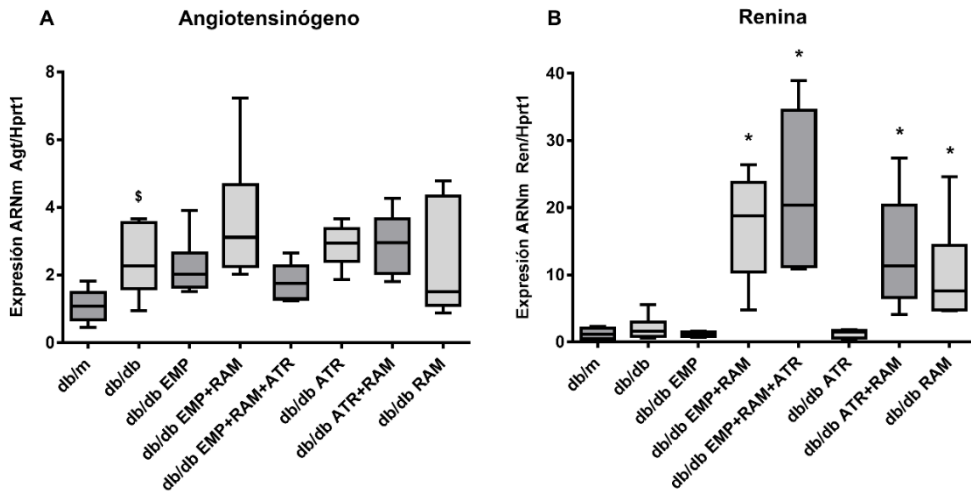 A
Angiotensinógeno
Expresión ARNm Agt/Hprt1
8
6
4
2
0
$
db/m
db/db
db/db EMP
db/db EMP+RAM
db/db EMP+RAM+ATR
db/db ATR
db/db ATR+RAM
db/db RAM
B
Renina
Expresión ARNm Ren/Hprt1
40
30
20
10
0
*
*
*
*
db/m
db/db
db/db EMP
db/db EMP+RAM
db/db EMP+RAM+ATR
db/db ATR
db/db ATR+RAM
db/db RAM